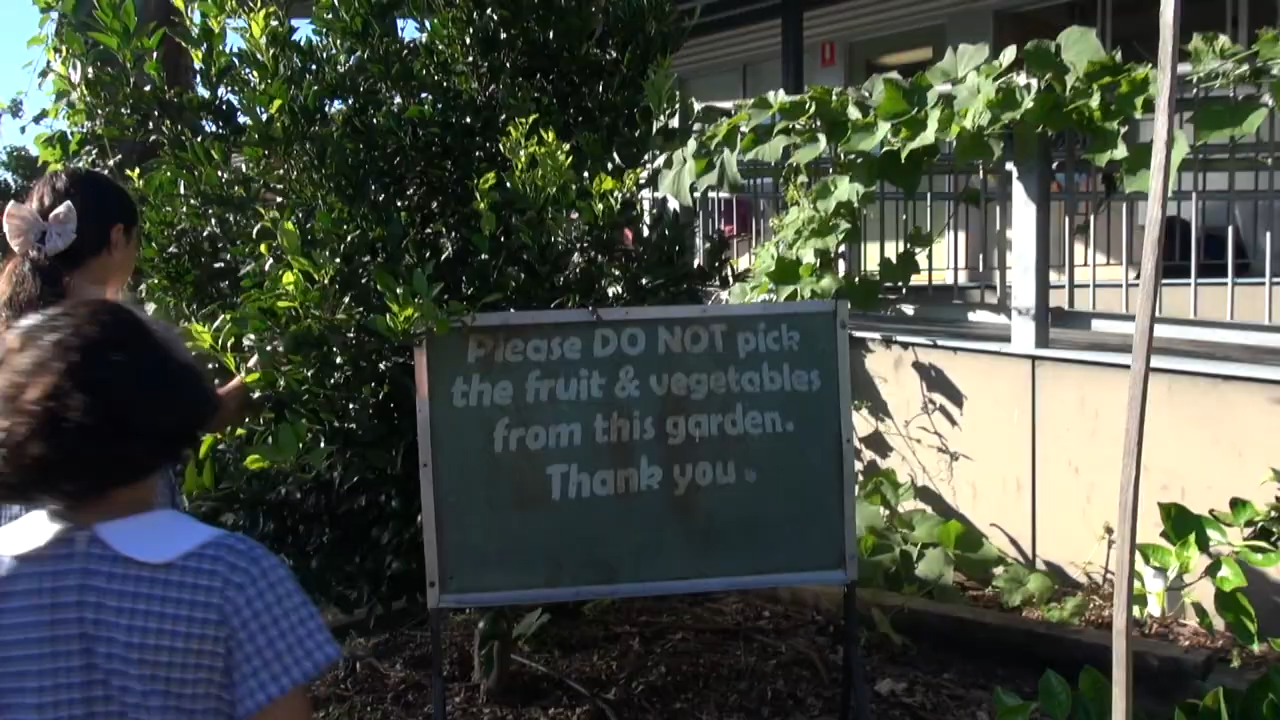 Please DO NOT pick
the fruit & vegetables
from this garden.
Thank you.